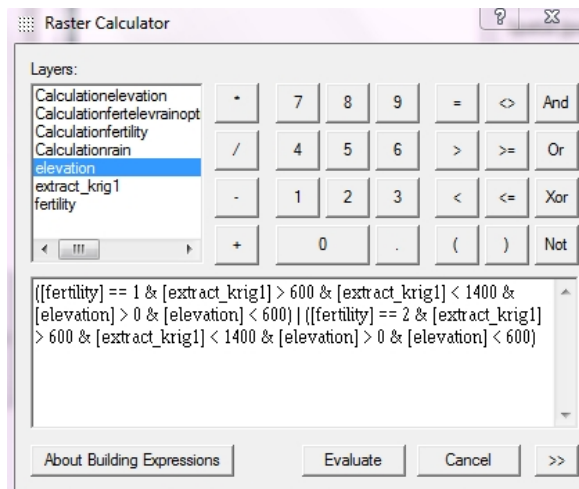 Raster Calculator
?
Layers:
Calculationelevation
Calculationfertelevrainopt
Calculationfertility
Calculationrain
elevation
extract_krig1
fertility
* 7 8 9 = <> And
/ 4 5 6 > >= Or
- 1 2 3 < <= Xor
+ 0 . ( ) Not
([fertility] == 1 & [extract_krig1] > 600 & [extract_krig1] < 1400 &
[elevation] > 0 & [elevation] < 600) | ([fertility] == 2 & [extract_krig1]
> 600 & [extract_krig1] < 1400 & [elevation] > 0 & [elevation] < 600)
About Building Expressions Evaluate Cancel >>